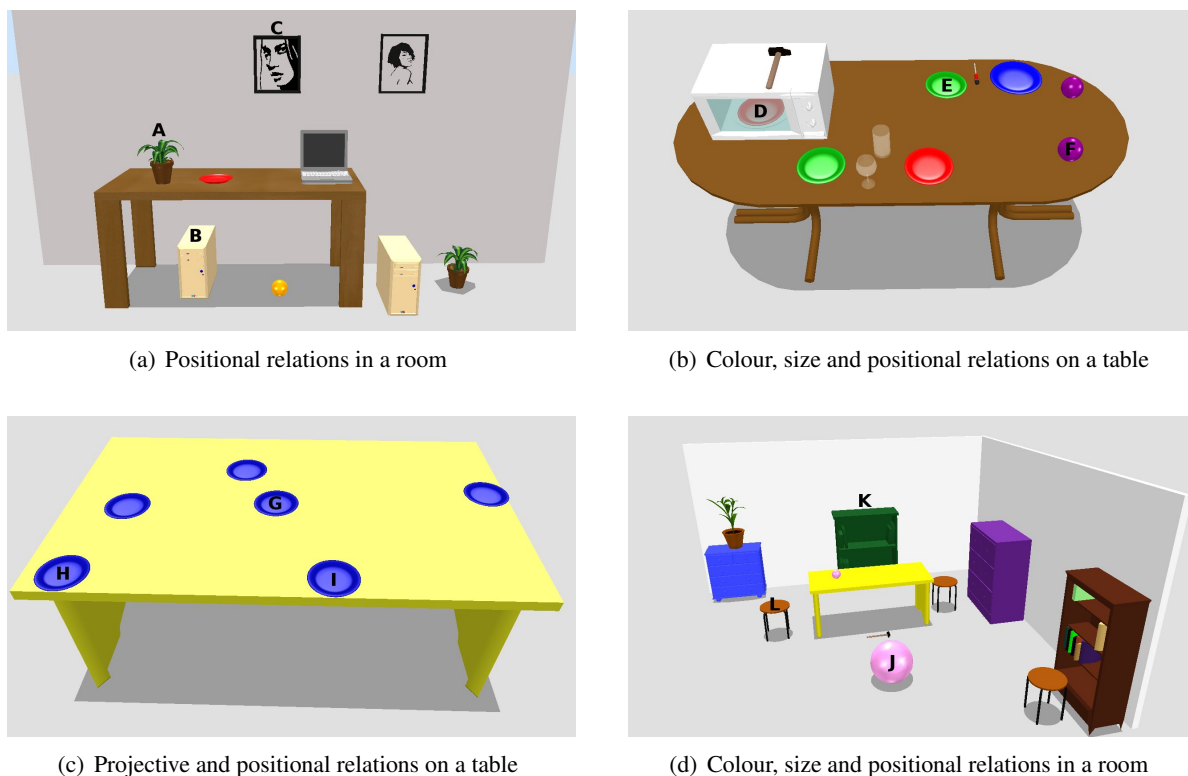 C
A
B
(a) Positional relations in a room
E
D
F
(b) Colour, size and positional relations on a table
G
H
I
(c) Projective and positional relations on a table
K
L
J
(d) Colour, size and positional relations in a room